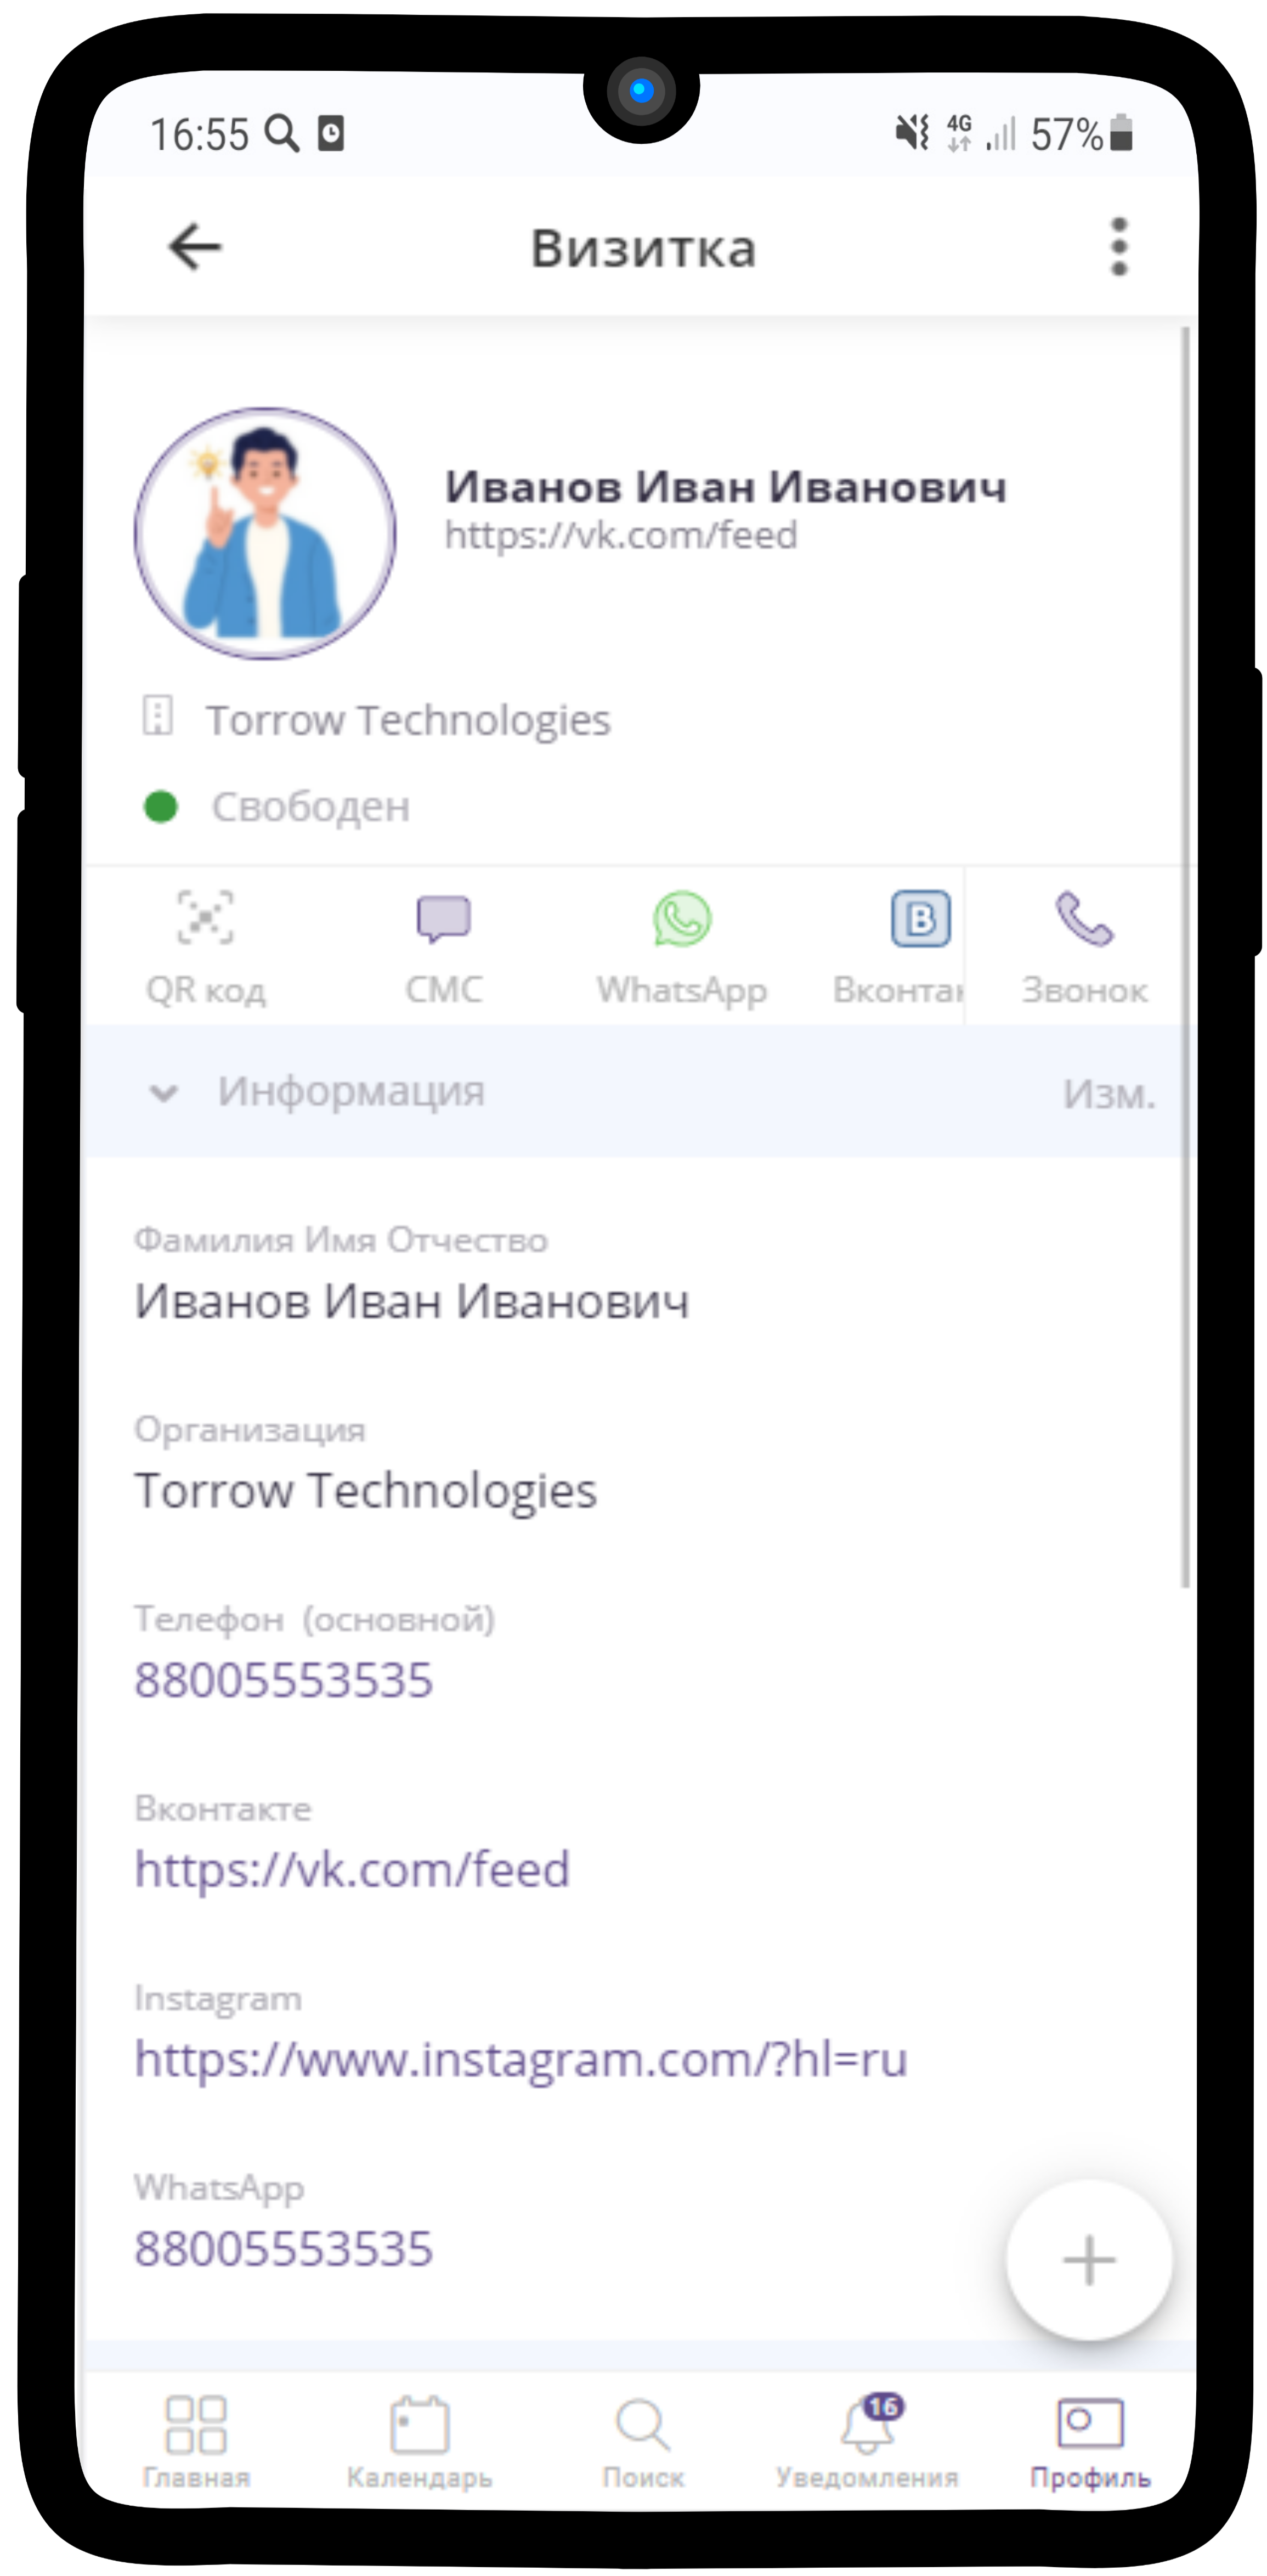 16:55
4G
57%
Визитка
Иванов Иван Иванович
https://vk.com/feed
Torrow Technologies
Свободен
QR код
СМС
WhatsApp
В
Вконтак
Звонок
Информация
Изм.
Фамилия Имя Отчество
Иванов Иван Иванович
Организация
Torrow Technologies
Телефон (основной)
88005553535
Вконтакте
https://vk.com/feed
Instagram
https://www.instagram.com/?hl=ru
WhatsApp
88005553535
16
Главная
Календарь
Поиск
Уведомления
Профиль